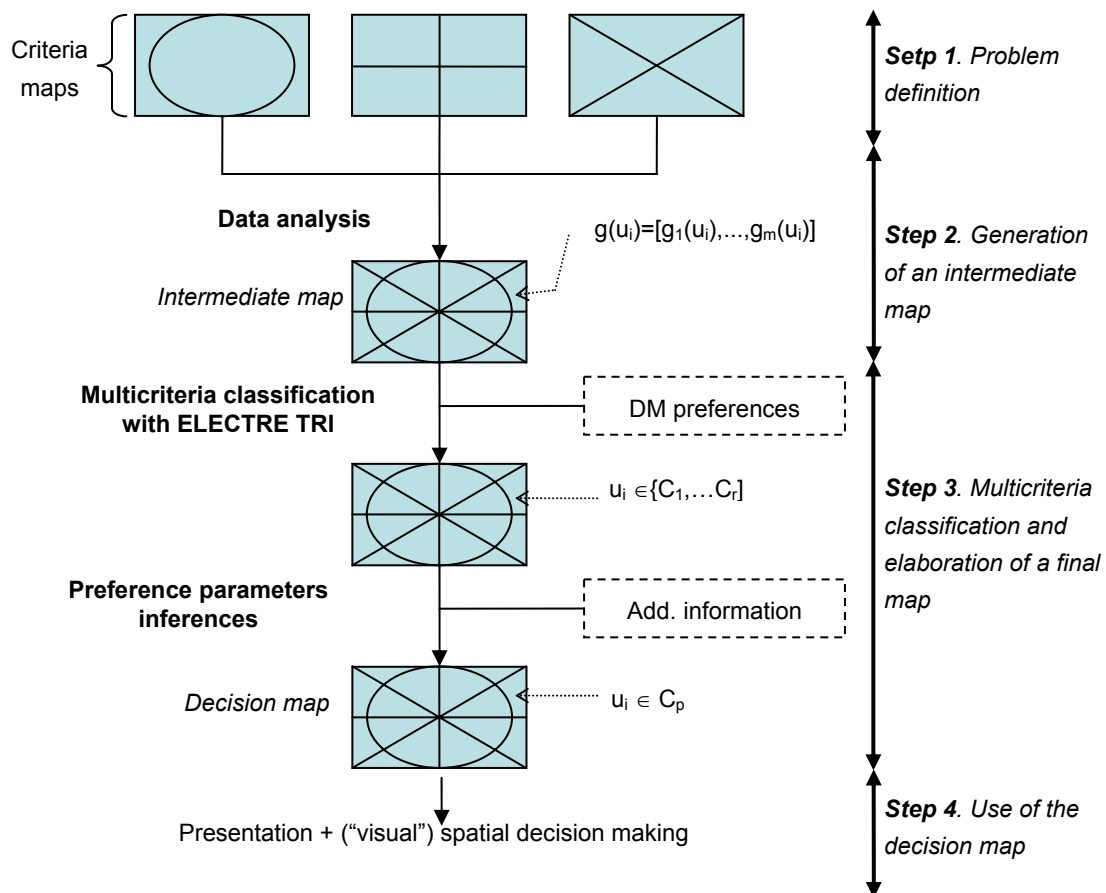 Criteria
maps
Setp 1. Problem
definition
Data analysis
g(uᵢ)=[g₁(uᵢ),...,gₘ(uᵢ)]
Step 2. Generation
of an intermediate
map
Intermediate map
Multicriteria classification
with ELECTRE TRI
DM preferences
uᵢ ∈{C₁,…Cᵣ]
Step 3. Multicriteria
classification and
elaboration of a final
map
Preference parameters
inferences
Add. information
Decision map
uᵢ ∈ Cₚ
Presentation + (“visual”) spatial decision making
Step 4. Use of the
decision map